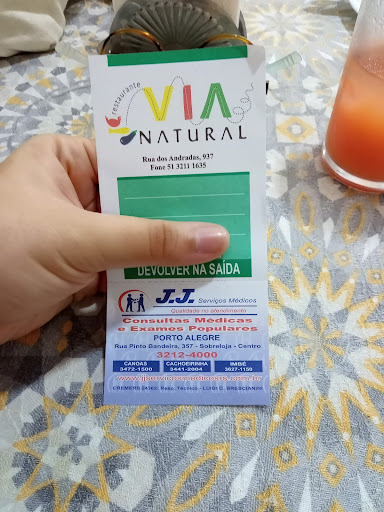 restaurante
VIA
NATURAL
Rua dos Andradas, 937
Fone 51 3211 1635
DEVOLVER NA SAÍDA
J.J. Serviços Médicos
Qualidade no atendimento
Consultas Médicas
e Exames Populares
PORTO ALEGRE
Rua Pinto Bandeira, 357 - Sobreloja - Centro
3212-4000
CANOAS CACHOEIRINHA IMBÉ
3472-1500 3441-2004 3627-1150